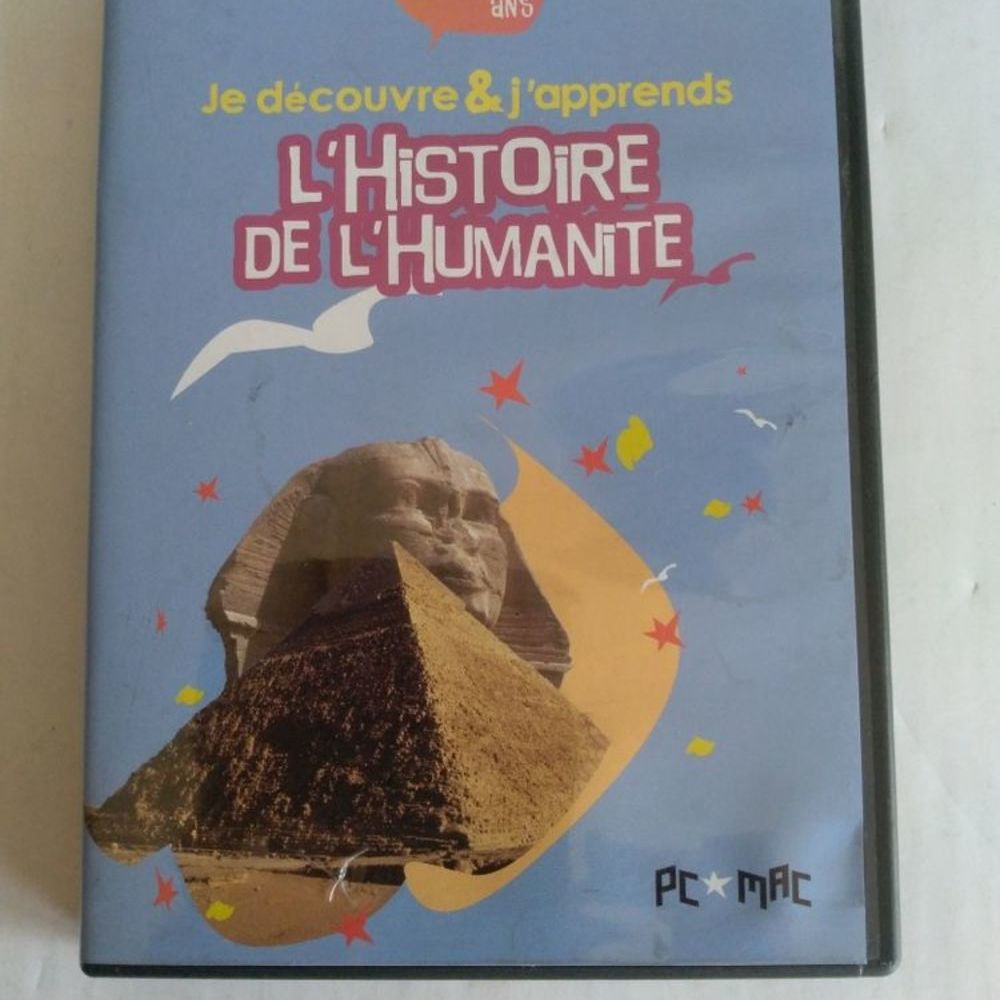 ans
Je découvre & j'apprends
L'HiSTOiRE
DE L'HUMANiTE
PC★MAC